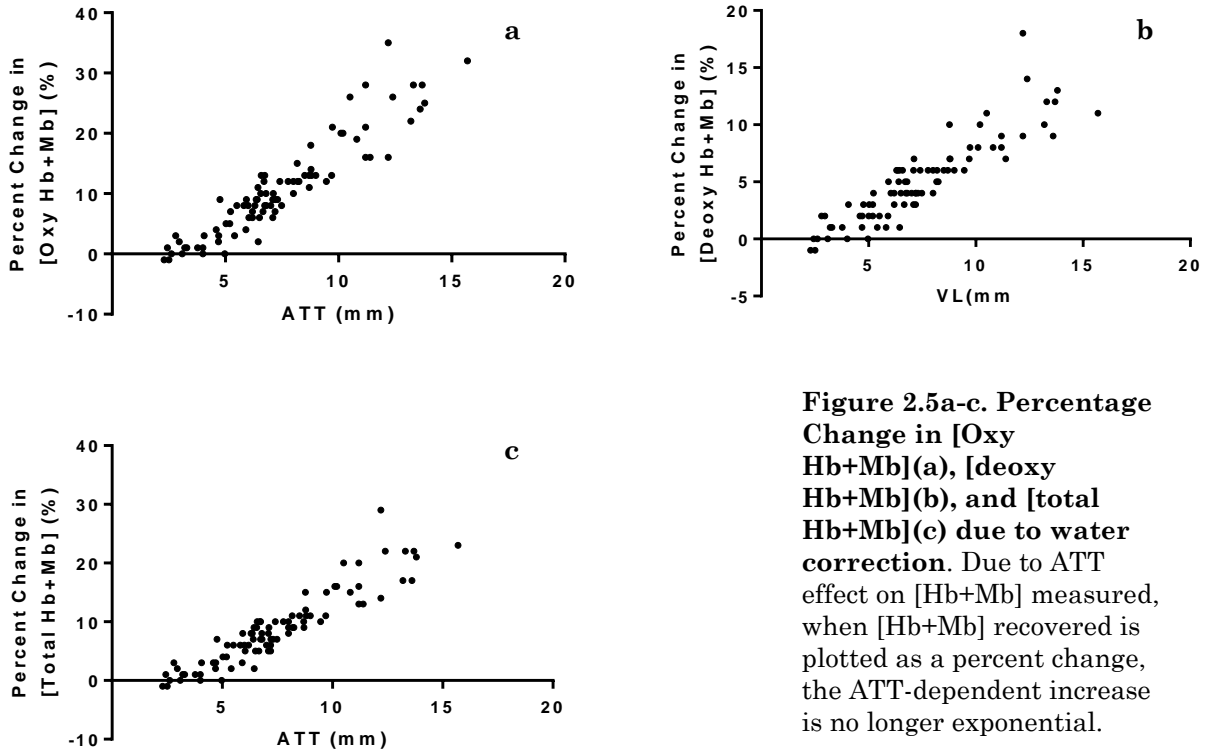 a
Percent Change in
[Oxy Hb+Mb] (%)
40
30
20
10
0
-10
5
10
15
20
ATT (mm)
b
Percent Change in
[Deoxy Hb+Mb] (%)
20
15
10
5
0
-5
5
10
15
20
VL(mm
c
Percent Change in
[Total Hb+Mb] (%)
40
30
20
10
0
-10
5
10
15
20
ATT (mm)
Figure 2.5a-c. Percentage
Change in [Oxy
Hb+Mb](a), [deoxy
Hb+Mb](b), and [total
Hb+Mb](c) due to water
correction. Due to ATT
effect on [Hb+Mb] measured,
when [Hb+Mb] recovered is
plotted as a percent change,
the ATT-dependent increase
is no longer exponential.